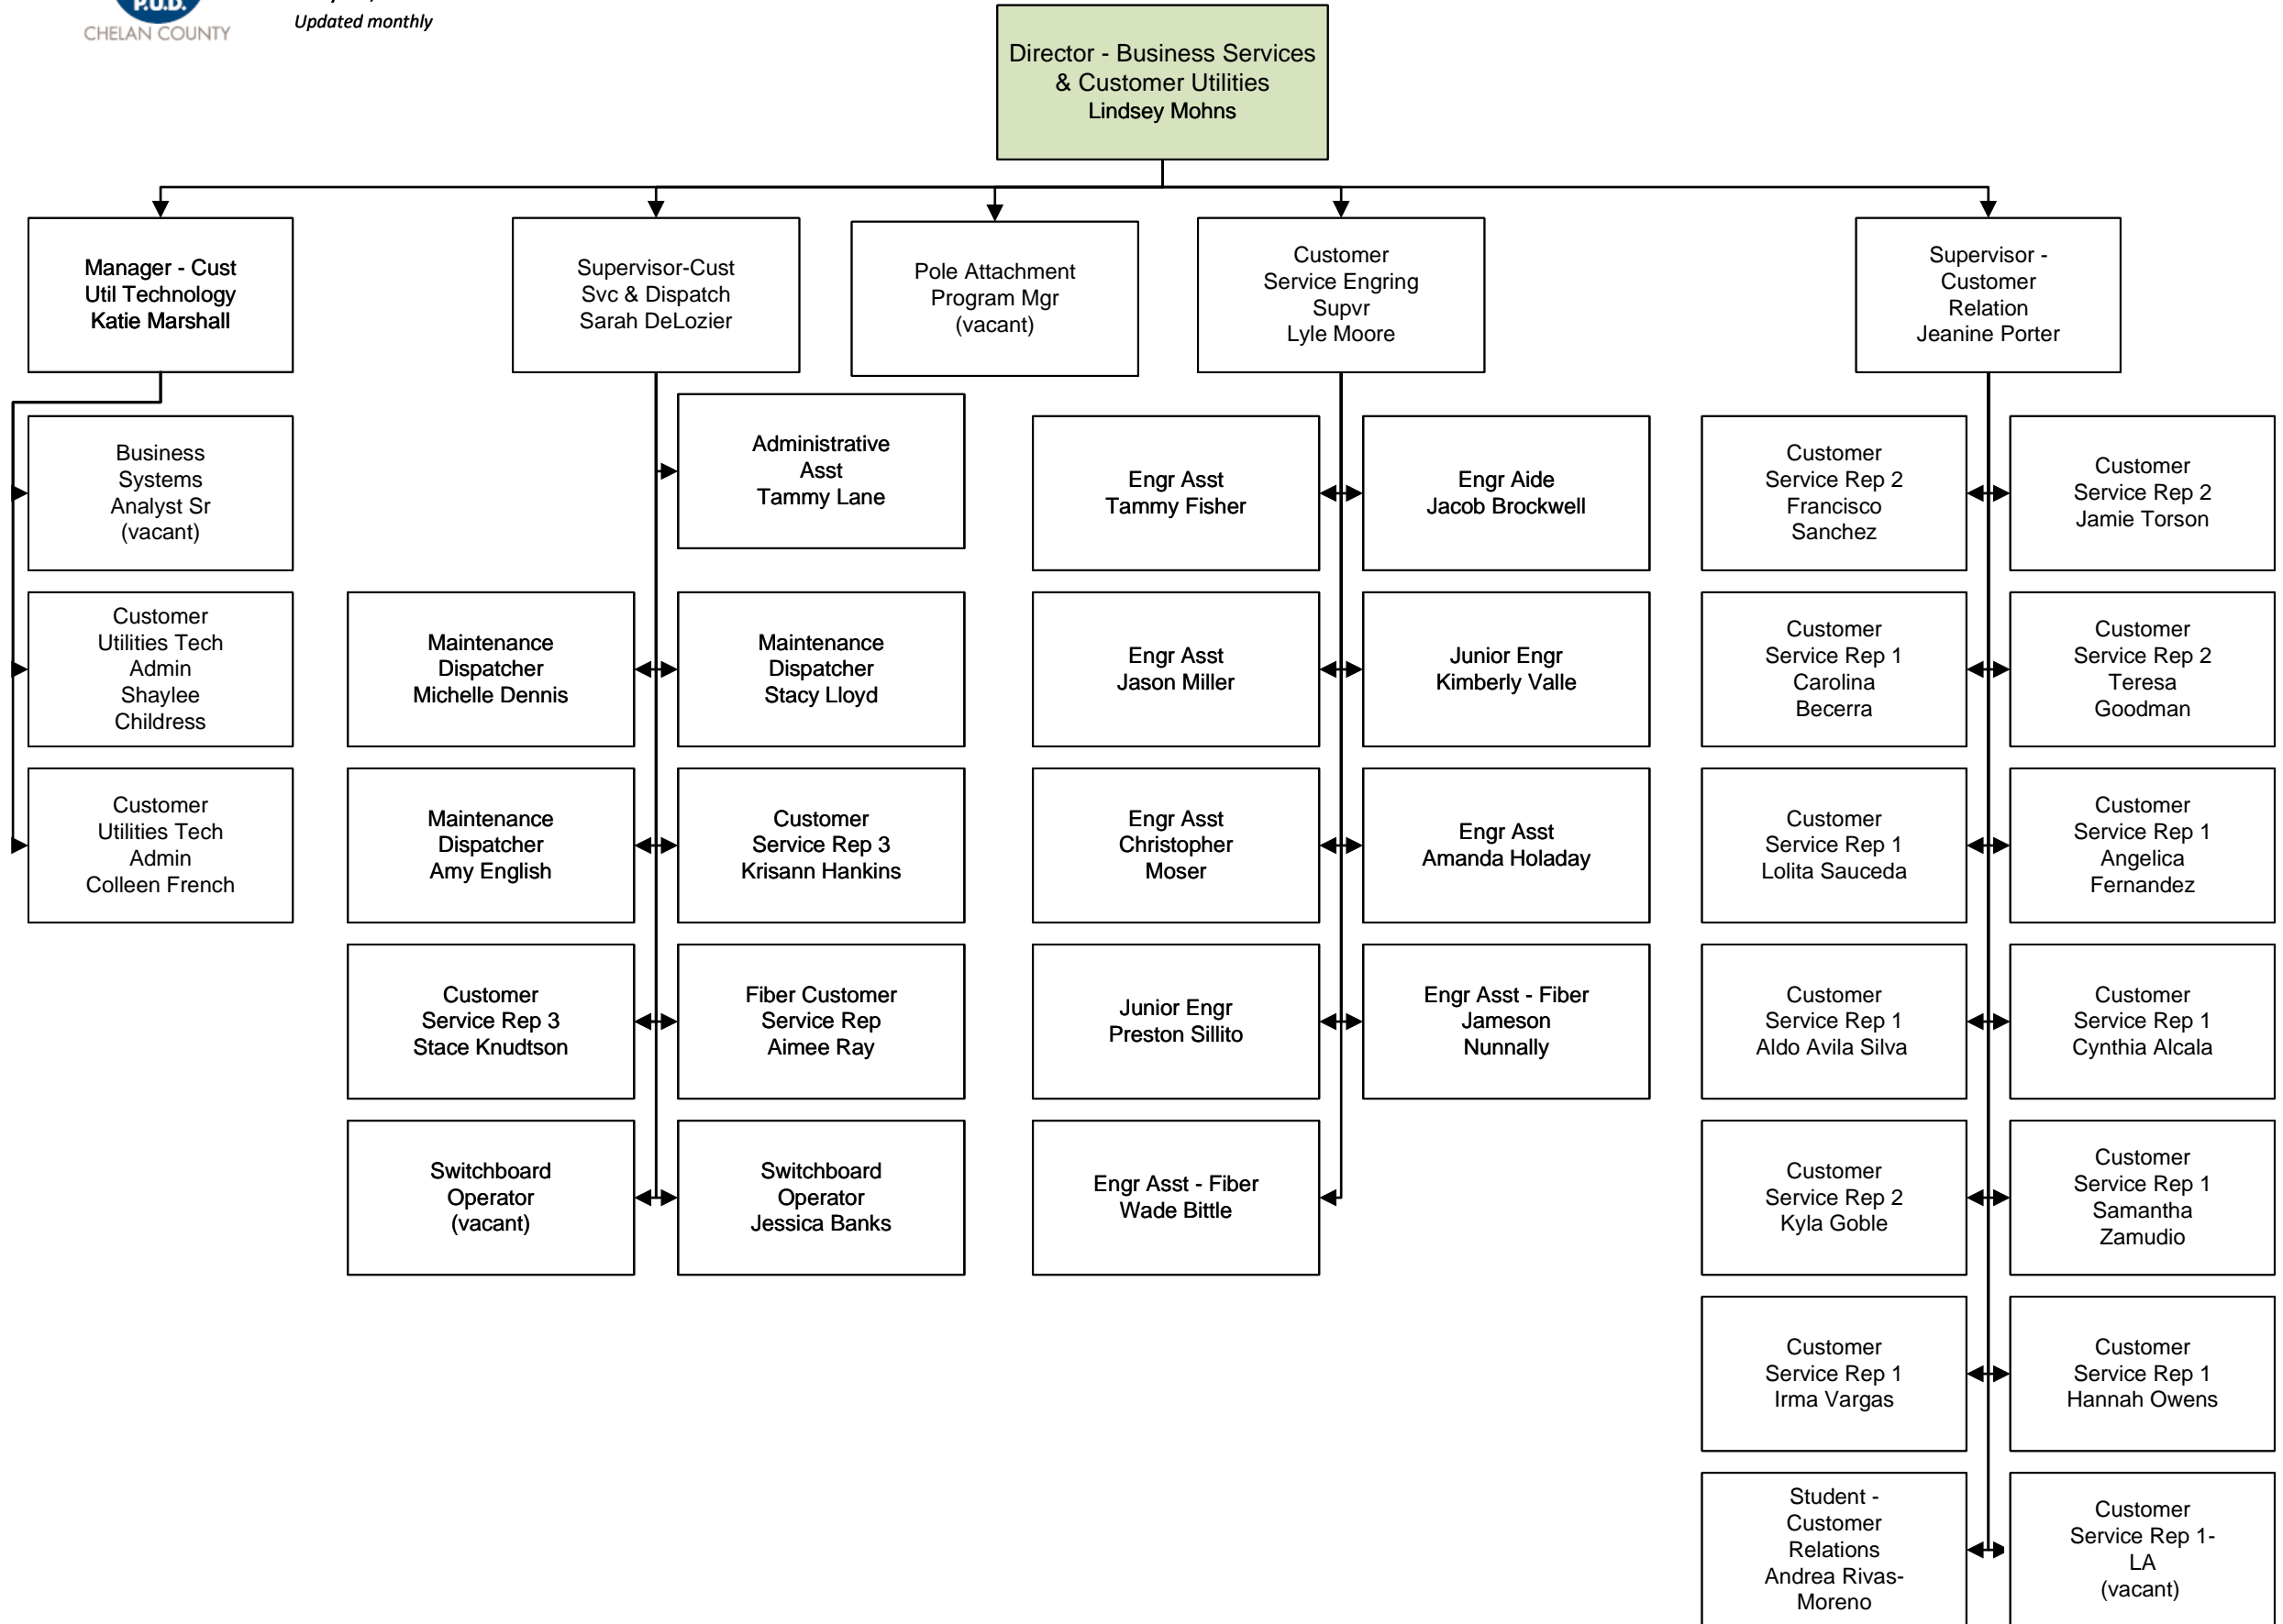 P.U.D.
CHELAN COUNTY
Updated monthly
Director - Business Services
& Customer Utilities
Lindsey Mohns
Manager - Cust
Util Technology
Katie Marshall
Supervisor-Cust
Svc & Dispatch
Sarah DeLozier
Pole Attachment
Program Mgr
(vacant)
Customer
Service Engring
Supvr
Lyle Moore
Supervisor -
Customer
Relation
Jeanine Porter
Business
Systems
Analyst Sr
(vacant)
Customer
Utilities Tech
Admin
Shaylee
Childress
Customer
Utilities Tech
Admin
Colleen French
Administrative
Asst
Tammy Lane
Maintenance
Dispatcher
Michelle Dennis
Maintenance
Dispatcher
Stacy Lloyd
Maintenance
Dispatcher
Amy English
Customer
Service Rep 3
Krisann Hankins
Customer
Service Rep 3
Stace Knudtson
Fiber Customer
Service Rep
Aimee Ray
Switchboard
Operator
(vacant)
Switchboard
Operator
Jessica Banks
Engr Asst
Tammy Fisher
Engr Aide
Jacob Brockwell
Engr Asst
Jason Miller
Junior Engr
Kimberly Valle
Engr Asst
Christopher
Moser
Engr Asst
Amanda Holaday
Junior Engr
Preston Sillito
Engr Asst - Fiber
Jameson
Nunnally
Engr Asst - Fiber
Wade Bittle
Customer
Service Rep 2
Francisco
Sanchez
Customer
Service Rep 2
Jamie Torson
Customer
Service Rep 1
Carolina
Becerra
Customer
Service Rep 2
Teresa
Goodman
Customer
Service Rep 1
Lolita Sauceda
Customer
Service Rep 1
Angelica
Fernandez
Customer
Service Rep 1
Aldo Avila Silva
Customer
Service Rep 1
Cynthia Alcala
Customer
Service Rep 2
Kyla Goble
Customer
Service Rep 1
Samantha
Zamudio
Customer
Service Rep 1
Irma Vargas
Customer
Service Rep 1
Hannah Owens
Student -
Customer
Relations
Andrea Rivas-
Moreno
Customer
Service Rep 1-
LA
(vacant)